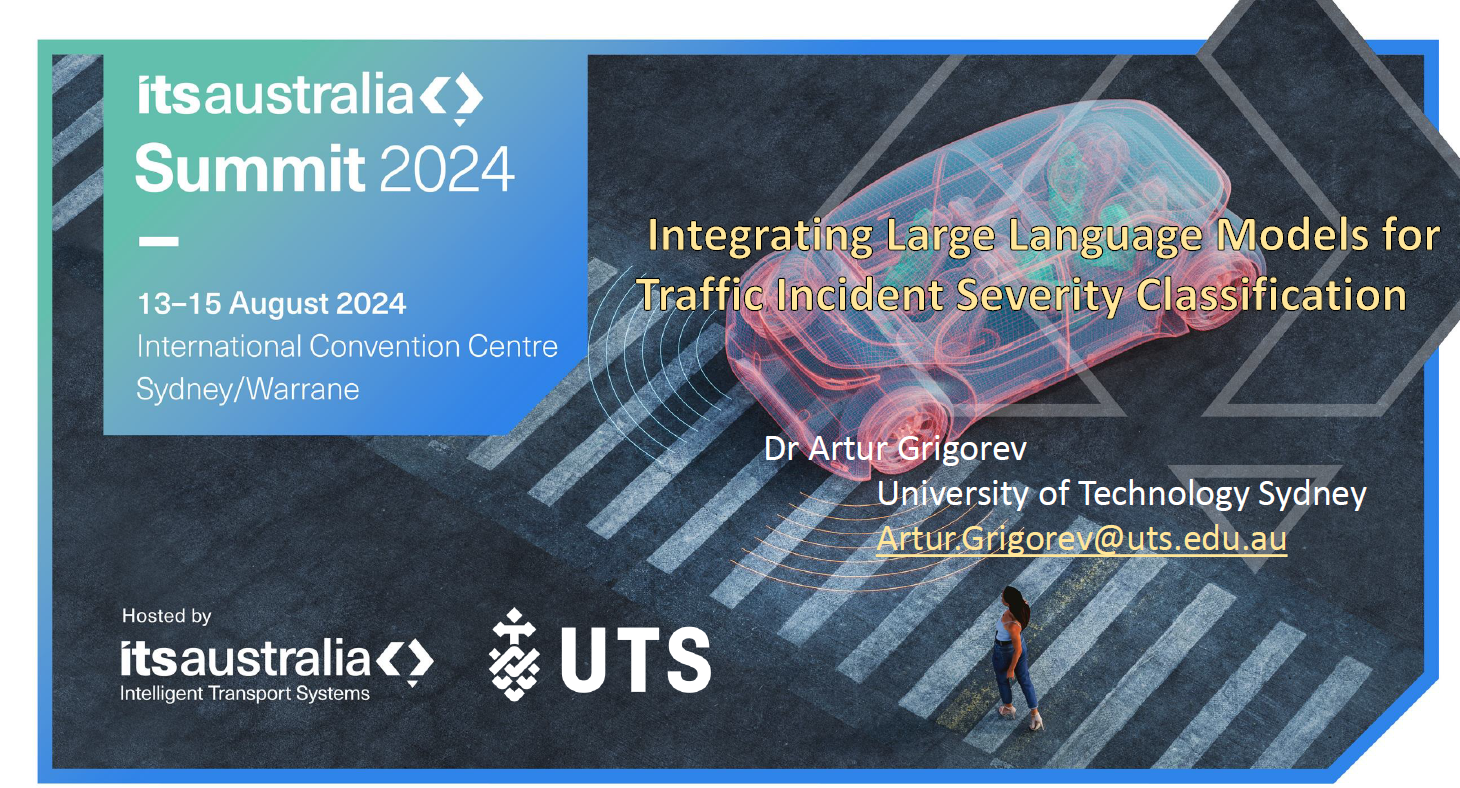 itsaustralia
Summit 2024
13–15 August 2024
International Convention Centre
Sydney/Warrane
Integrating Large Language Models for
Traffic Incident Severity Classification
Dr Artur Grigorev
University of Technology Sydney
Artur.Grigorev@uts.edu.au
Hosted by
itsaustralia
Intelligent Transport Systems
UTS